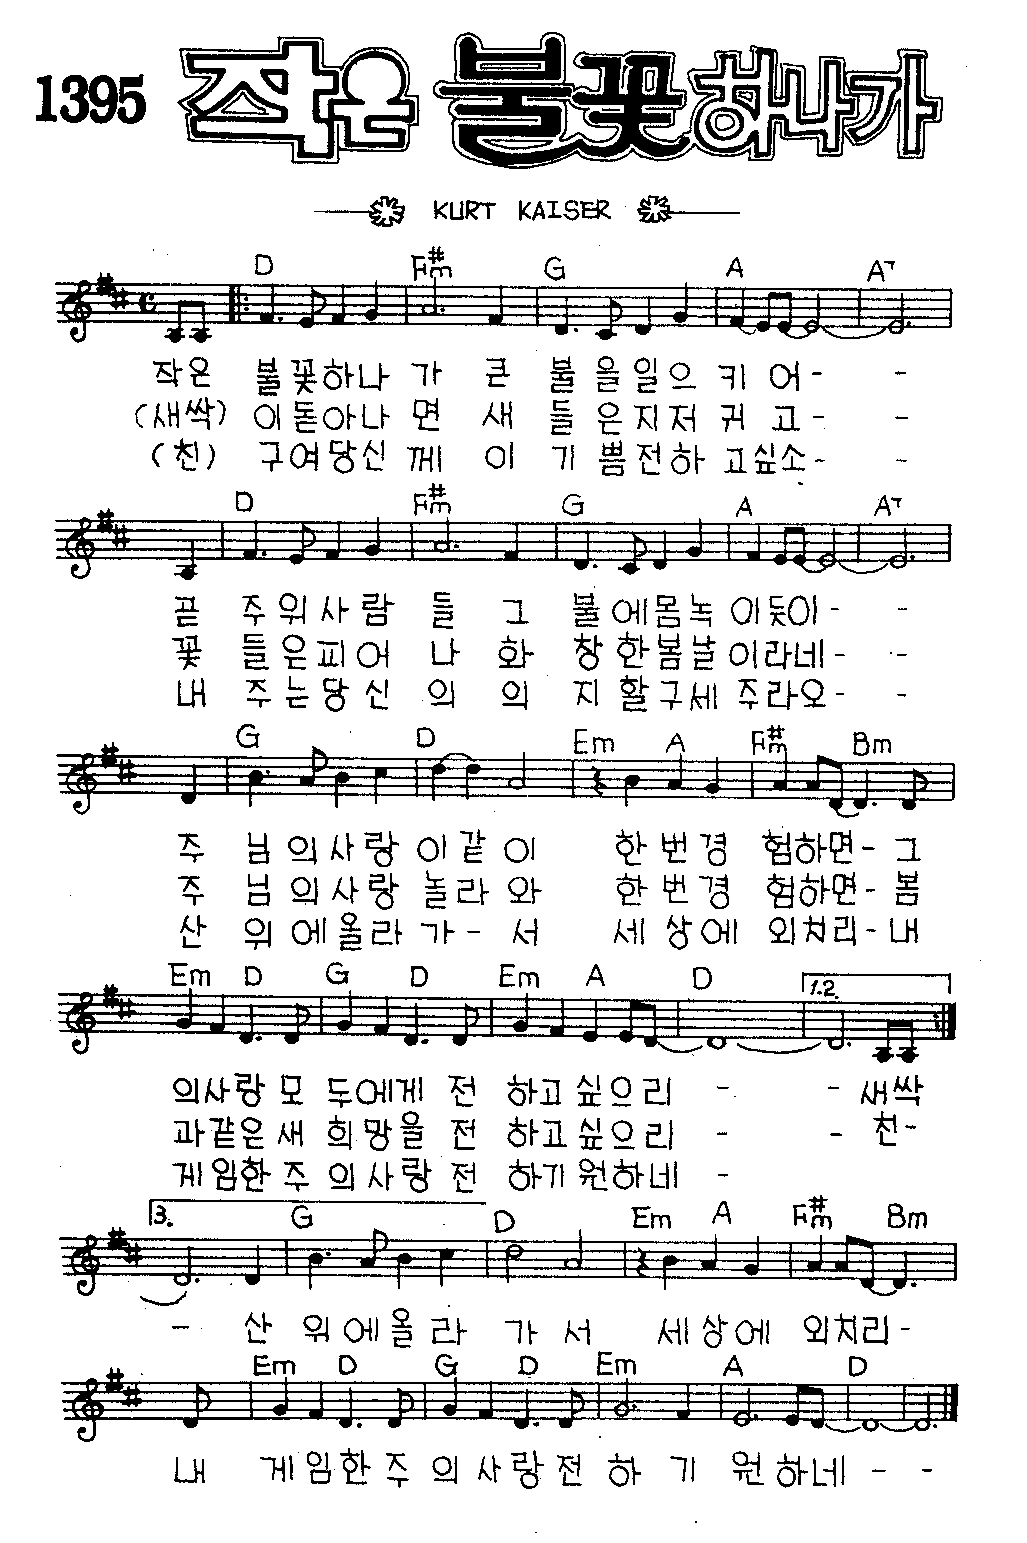 1395 작은 불꽃하나가
KURT KAISER
D F#m G A A7
작은 불꽃하나 가 큰 불 을일으 키 어- -
(새싹) 이돋아나 면 새 들 은지저 귀 고- -
(친) 구여당신 께 이 기 쁨전하 고싶소- -
D F#m G A A7
곧 주위사람 들 그 불에몸녹 이듯이- -
꽃 들은피어 나 화 창한봄날 이라네- -
내 주는당신 의 의 지할구세 주라오- -
G D Em A F#m Bm
주 님의사랑 이같 이 한번경 험하면- 그
주 님의사랑 놀라 와 한번경 험하면- 봄
산 위에올라 가- 서 세상에 외치리- 내
Em D G D Em A D 1.2.
의사랑모 두에게 전 하고싶으리 - - 새싹
과같은새 희망을 전 하고싶으리 - - 친-
게임한주 의사랑 전 하기원하네 -
3. G D Em A F#m Bm
- 산 위에올라 가 서 세상에 외치리-
Em D G D Em A D
내 게임한주 의사랑전 하 기 원하네- -